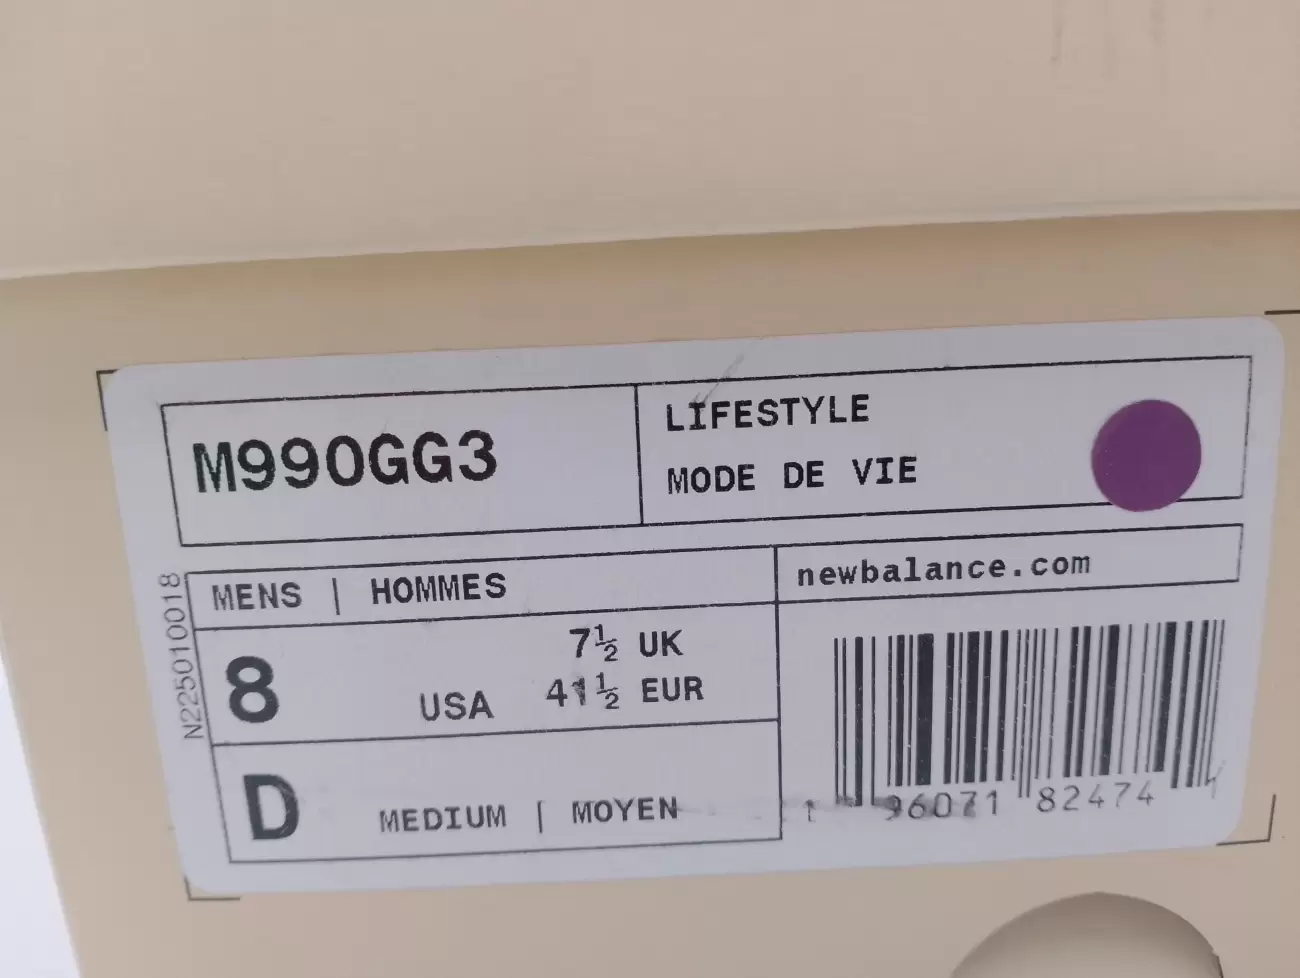 M990GG3
LIFESTYLE
MODE DE VIE
MENS | HOMMES
newbalance.com
N225010018
8 USA
7½ UK
41½ EUR
D MEDIUM | MOYEN
1 96071 82474